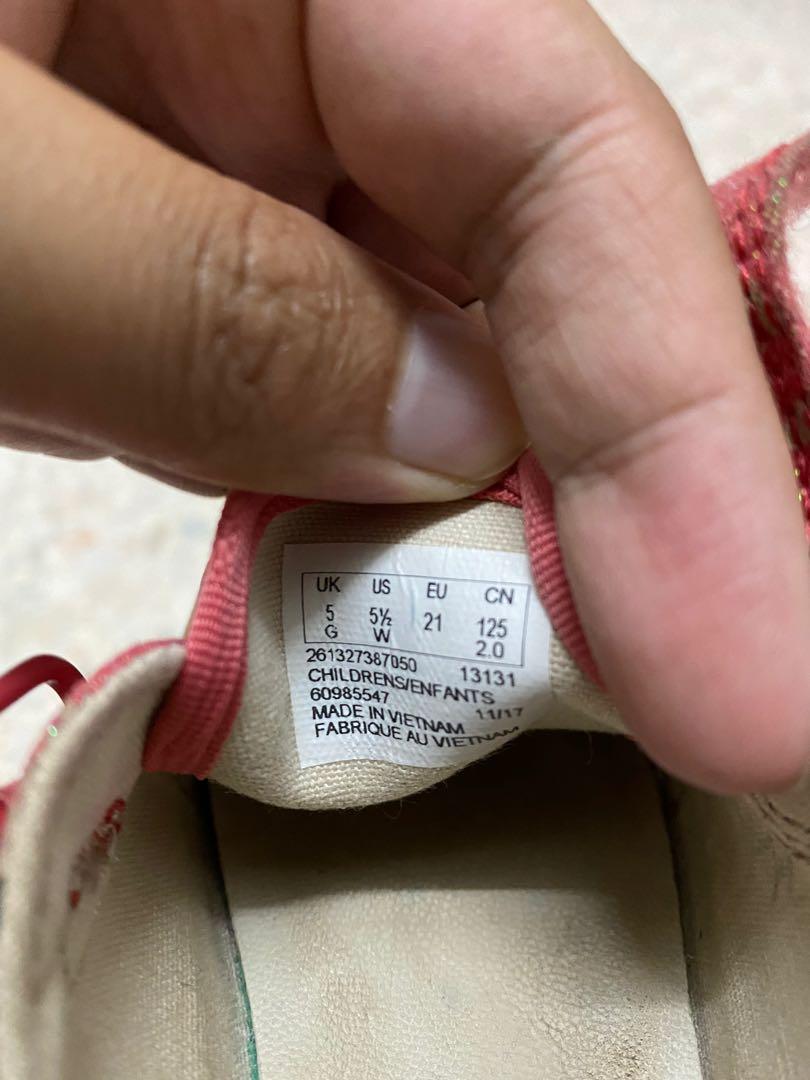 UK US EU CN
5 5½ 21 125
G W 2.0
261327387050 13131
CHILDRENS/ENFANTS
60985547 11/17
MADE IN VIETNAM
FABRIQUE AU VIETNAM